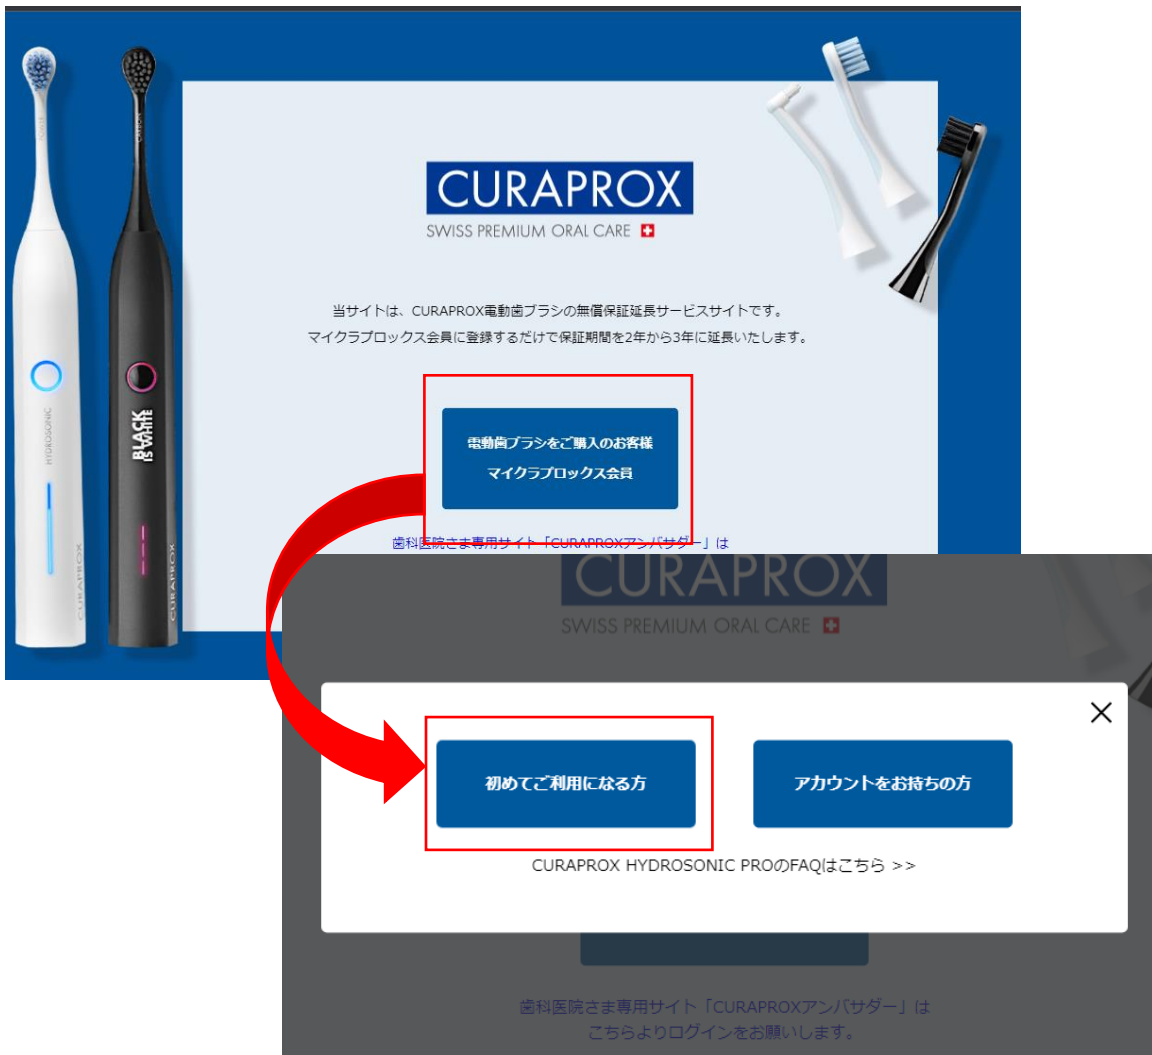 CURAPROX
SWISS PREMIUM ORAL CARE
当サイトは、CURAPROX電動歯ブラシの無償保証延長サービスサイトです。
マイクラプロックス会員に登録するだけで保証期間を2年から3年に延長いたします。
電動歯ブラシをご購入のお客様
マイクラプロックス会員
歯科医院さま専用サイト「CURAPROXアンバサダー」は
HYDROSONIC
CURAPROX
BLACK
IS WHITE
CURAPROX
CURAPROX
SWISS PREMIUM ORAL CARE
初めてご利用になる方
アカウントをお持ちの方
CURAPROX HYDROSONIC PROのFAQはこちら >>
歯科医院さま専用サイト「CURAPROXアンバサダー」は
こちらよりログインをお願いします。